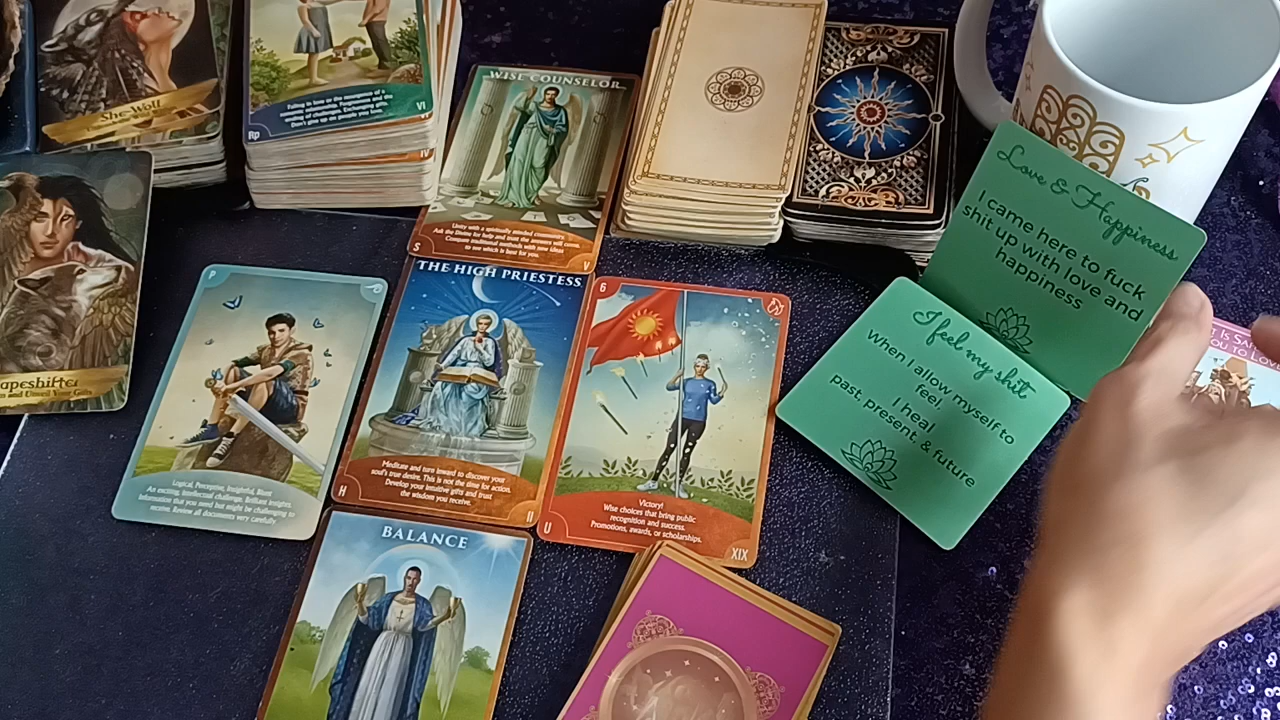 She-Wolf
Falling in love or the resurgence of a
romantic relationship. Forgiveness and the
ending of conflicts. Exchanging gifts.
Don't give up on people you love.
Rp
VI
IV
WISE COUNSELOR
Unity with a spiritually minded community.
Ask the Divine for help and trust the answers will come.
Compare traditional methods with new ideas
to see which is best for you.
S
V
apeshifter
P
Logical, Perceptive, Insightful, Blunt
An exciting, intellectual challenge. Brilliant insights.
Information that you need but might be challenging to
receive. Review all documents very carefully.
THE HIGH PRIESTESS
Meditate and turn inward to discover your
soul's true desire. This is not the time for action.
Develop your intuitive gifts and trust
the wisdom you receive.
H
II
6
Victory!
Wise choices that bring public
recognition and success.
Promotions, awards, or scholarships.
U
XIX
BALANCE
Love & Happiness
I came here to fuck
shit up with love and
happiness
I feel my shit
When I allow myself to
feel,
I heal
past, present, & future